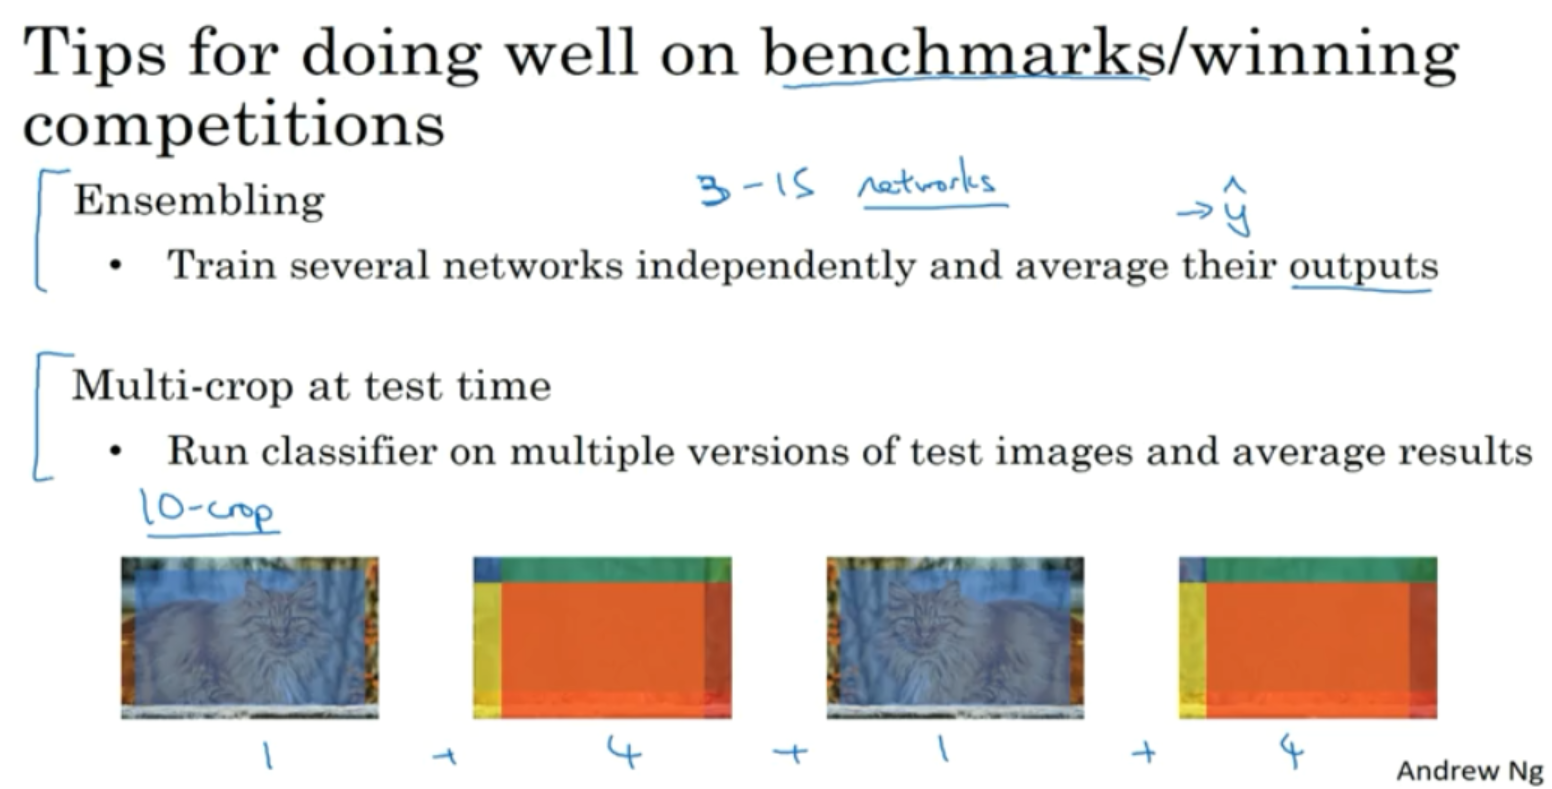 Tips for doing well on benchmarks/winning
competitions
Ensembling
3-15 networks
→ ŷ
• Train several networks independently and average their outputs
Multi-crop at test time
• Run classifier on multiple versions of test images and average results
10-crop
1 + 4 + 1 + 4
Andrew Ng